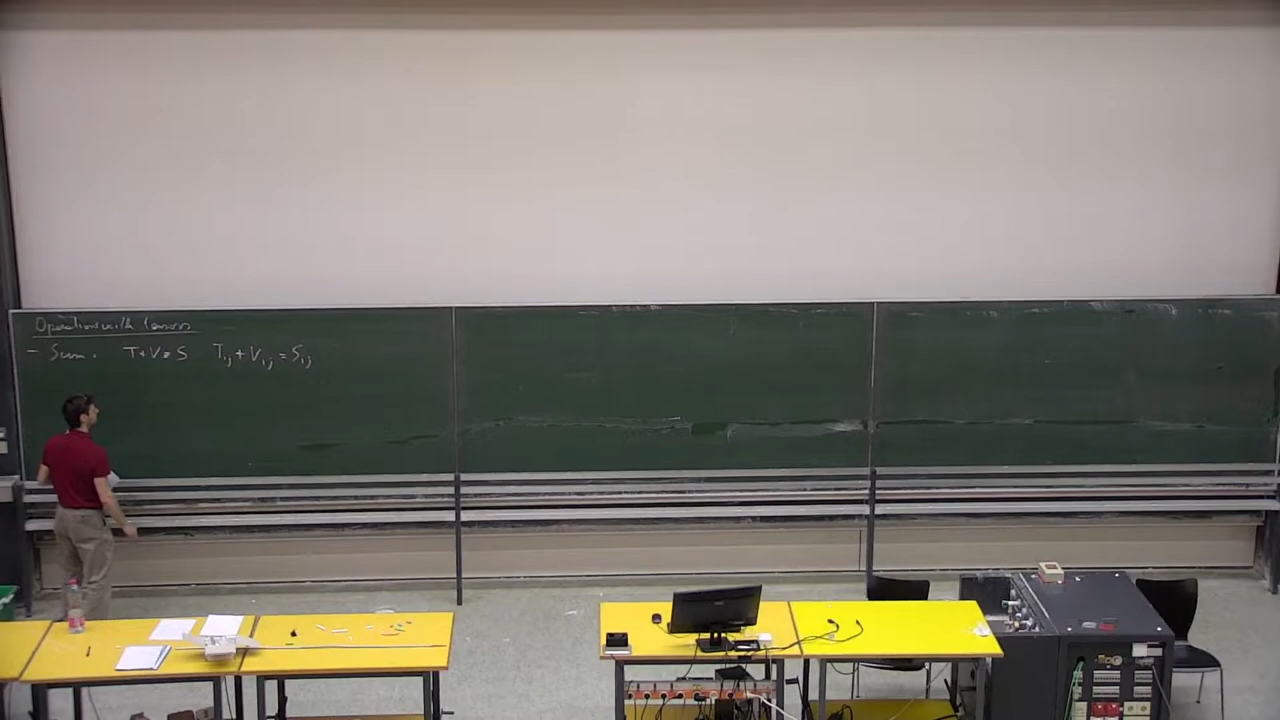 Operations with tensors
- Sum. T+V=S T_ij + V_ij = S_ij